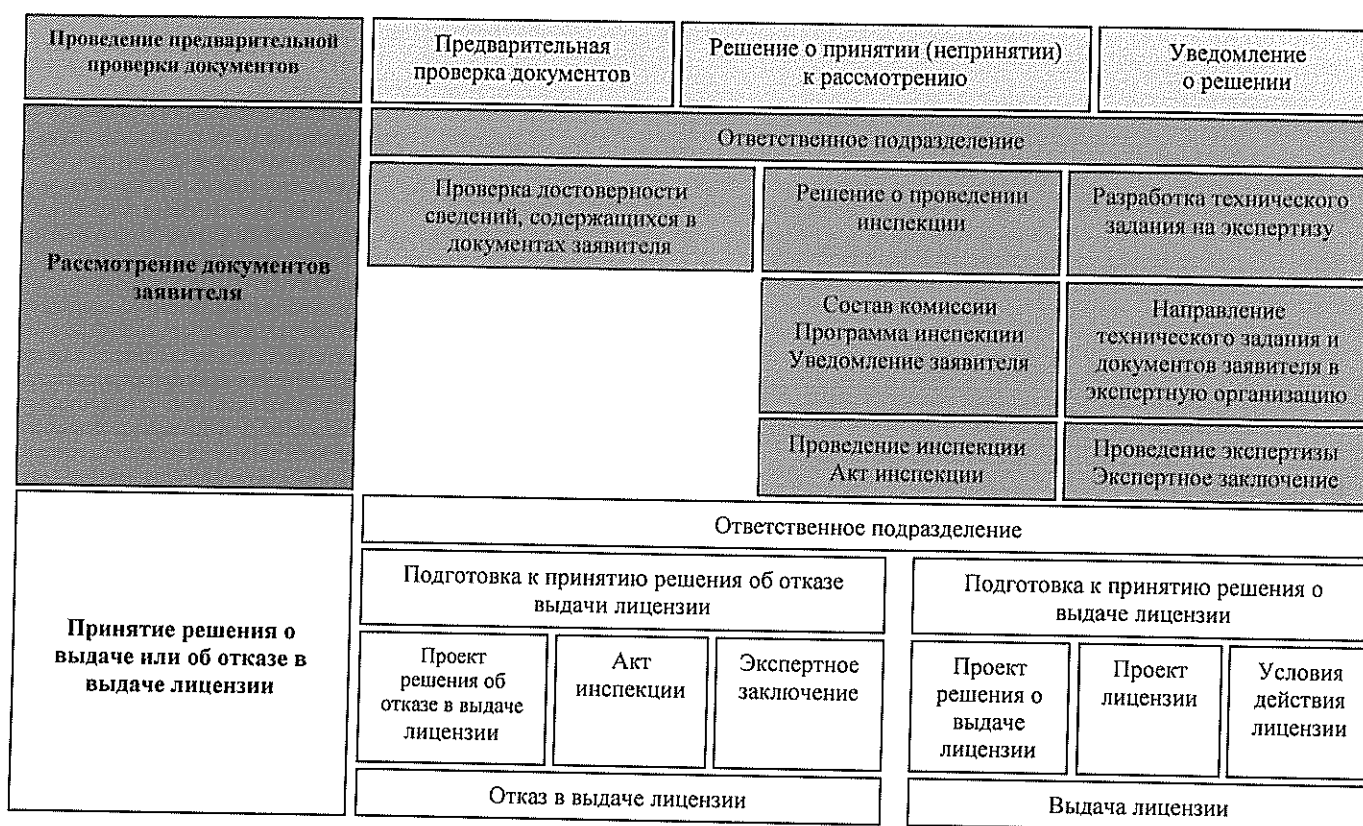 Проведение предварительной
проверки документов
Предварительная
проверка документов
Решение о принятии (непринятии)
к рассмотрению
Уведомление
о решении
Рассмотрение документов
заявителя
Ответственное подразделение
Проверка достоверности
сведений, содержащихся в
документах заявителя
Решение о проведении
инспекции
Разработка технического
задания на экспертизу
Состав комиссии
Программа инспекции
Уведомление заявителя
Направление
технического задания и
документов заявителя в
экспертную организацию
Проведение инспекции
Акт инспекции
Проведение экспертизы
Экспертное заключение
Принятие решения о
выдаче или об отказе в
выдаче лицензии
Ответственное подразделение
Подготовка к принятию решения об отказе
выдачи лицензии
Подготовка к принятию решения о
выдаче лицензии
Проект
решения об
отказе в выдаче
лицензии
Акт
инспекции
Экспертное
заключение
Проект
решения о
выдаче
лицензии
Проект
лицензии
Условия
действия
лицензии
Отказ в выдаче лицензии
Выдача лицензии